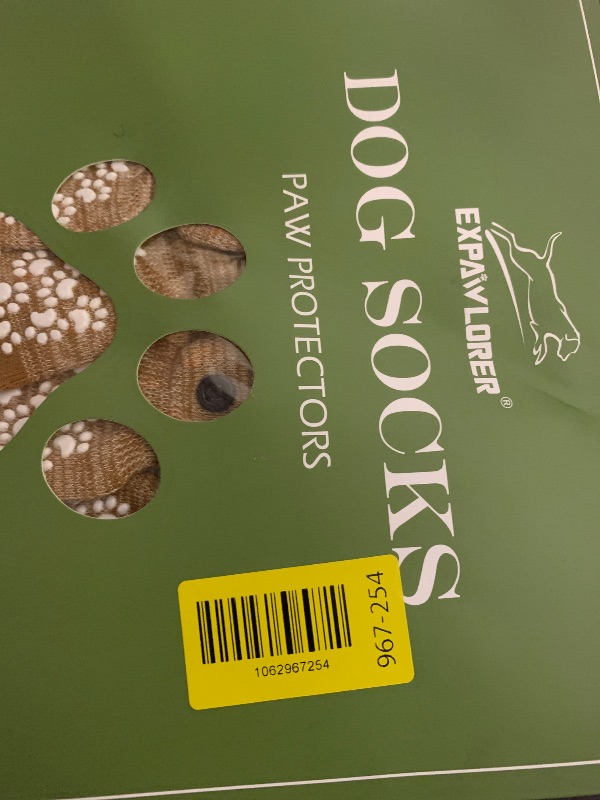 EXPAWLORER®
DOG SOCKS
PAW PROTECTORS
967-254
1062967254